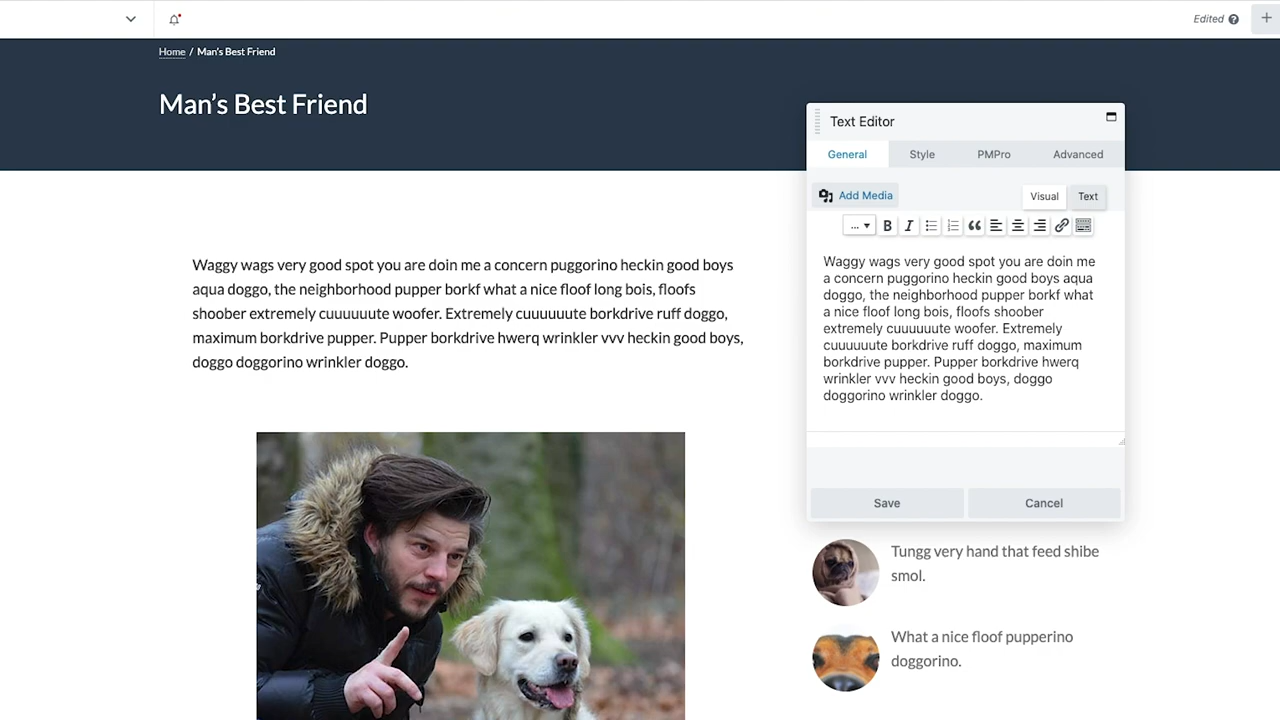 Edited
Home / Man's Best Friend
Man's Best Friend
Waggy wags very good spot you are doin me a concern puggorino heckin good boys
aqua doggo, the neighborhood pupper borkf what a nice floof long bois, floofs
shoober extremely cuuuuuute woofer. Extremely cuuuuuute borkdrive ruff doggo,
maximum borkdrive pupper. Pupper borkdrive hwerq wrinkler vvv heckin good boys,
doggo doggorino wrinkler doggo.
Text Editor
General Style PMPro Advanced
Add Media
Visual Text
... B I
Waggy wags very good spot you are doin me
a concern puggorino heckin good boys aqua
doggo, the neighborhood pupper borkf what
a nice floof long bois, floofs shoober
extremely cuuuuuute woofer. Extremely
cuuuuuute borkdrive ruff doggo, maximum
borkdrive pupper. Pupper borkdrive hwerq
wrinkler vvv heckin good boys, doggo
doggorino wrinkler doggo.
Save Cancel
Tungg very hand that feed shibe
smol.
What a nice floof pupperino
doggorino.